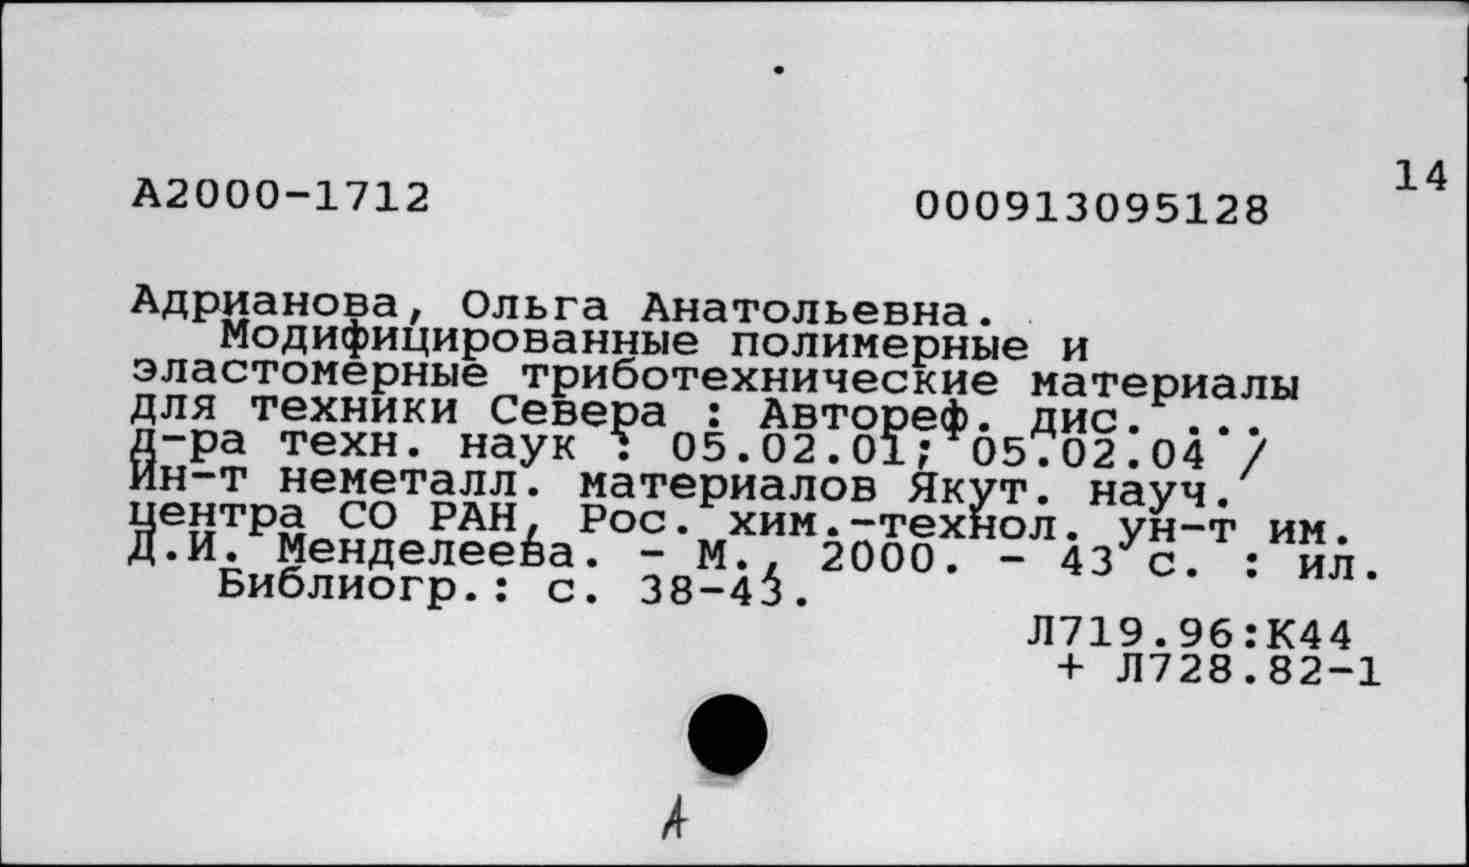 14
А2000-1712 000913095128
Адрианова, Ольга Анатольевна.
Модифицированные полимерные и
эластомерные триботехнические материалы
для техники Севера : Автореф. дис. ...
д-ра техн. наук : 05.02.01; 05.02.04 /
Ин-т неметалл. материалов Якут. науч.
центра СО РАН, Рос. хим.-технол. ун-т им.
Д.И. Менделеева. - М., 2000. - 43 с. : ил.
Библиогр.: с. 38-43.
Л719.96:К44
+ Л728.82-1
А